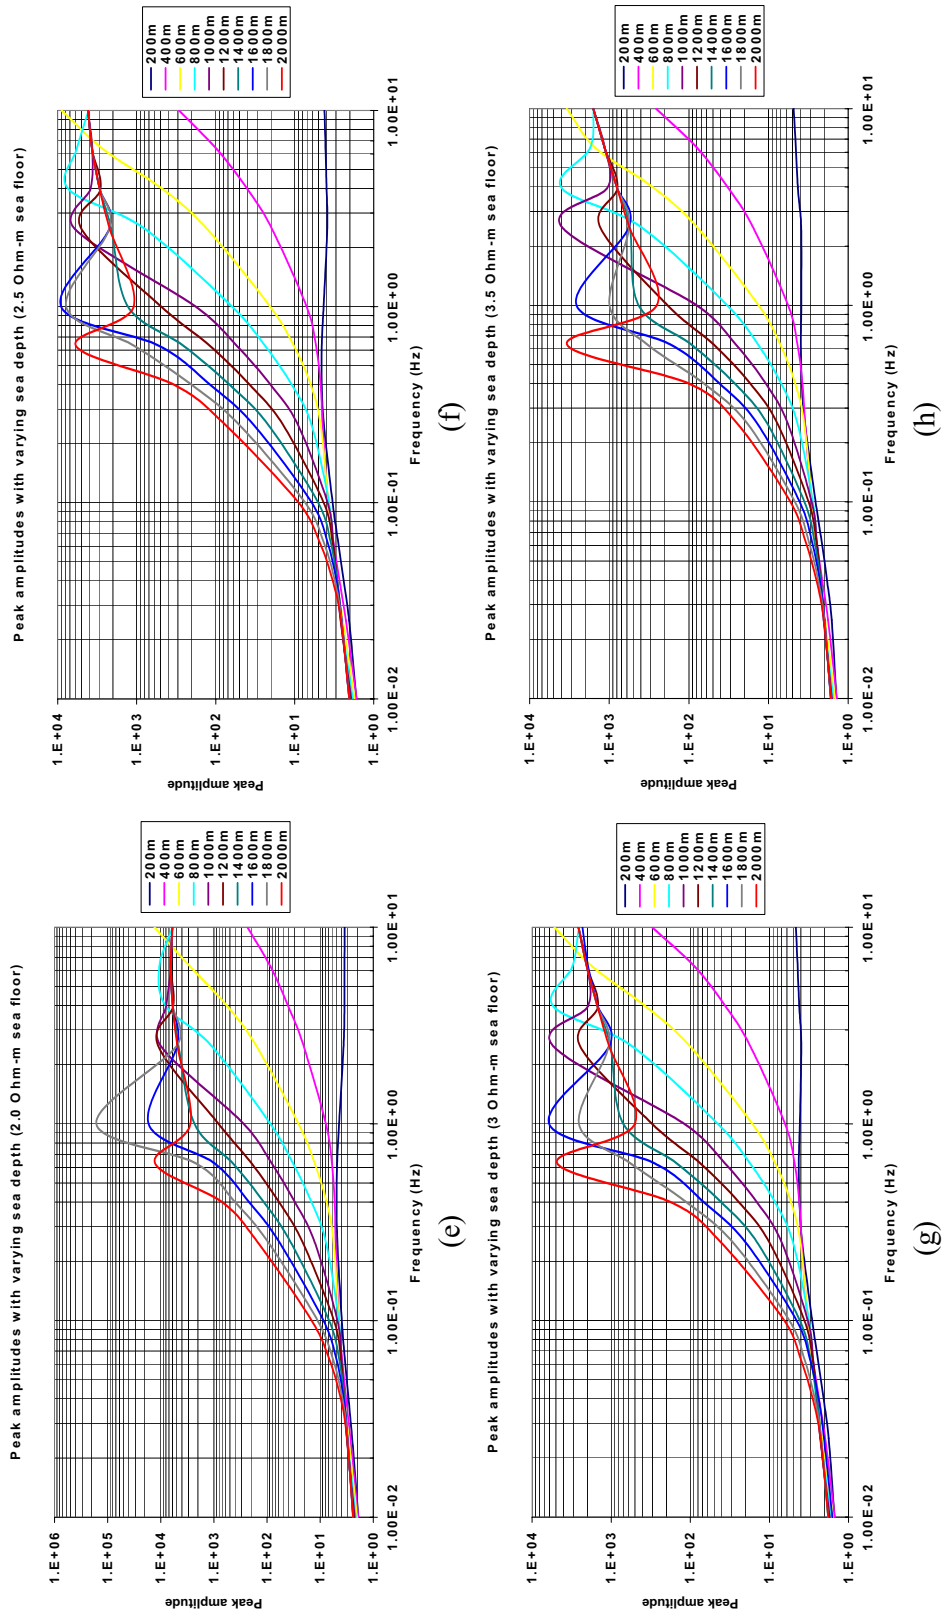 Peak amplitudes with varying sea depth (2.0 Ohm-m sea floor)
Peak amplitude
1.E+06
1.E+05
1.E+04
1.E+03
1.E+02
1.E+01
1.E+00
1.00E-02
1.00E-01
1.00E+00
1.00E+01
Frequency (Hz)
200m
400m
600m
800m
1000m
1200m
1400m
1600m
1800m
2000m
(e)
Peak amplitudes with varying sea depth (2.5 Ohm-m sea floor)
Peak amplitude
1.E+04
1.E+03
1.E+02
1.E+01
1.E+00
1.00E-02
1.00E-01
1.00E+00
1.00E+01
Frequency (Hz)
200m
400m
600m
800m
1000m
1200m
1400m
1600m
1800m
2000m
(f)
Peak amplitudes with varying sea depth (3 Ohm-m sea floor)
Peak amplitude
1.E+04
1.E+03
1.E+02
1.E+01
1.E+00
1.00E-02
1.00E-01
1.00E+00
1.00E+01
Frequency (Hz)
200m
400m
600m
800m
1000m
1200m
1400m
1600m
1800m
2000m
(g)
Peak amplitudes with varying sea depth (3.5 Ohm-m sea floor)
Peak amplitude
1.E+04
1.E+03
1.E+02
1.E+01
1.E+00
1.00E-02
1.00E-01
1.00E+00
1.00E+01
Frequency (Hz)
200m
400m
600m
800m
1000m
1200m
1400m
1600m
1800m
2000m
(h)